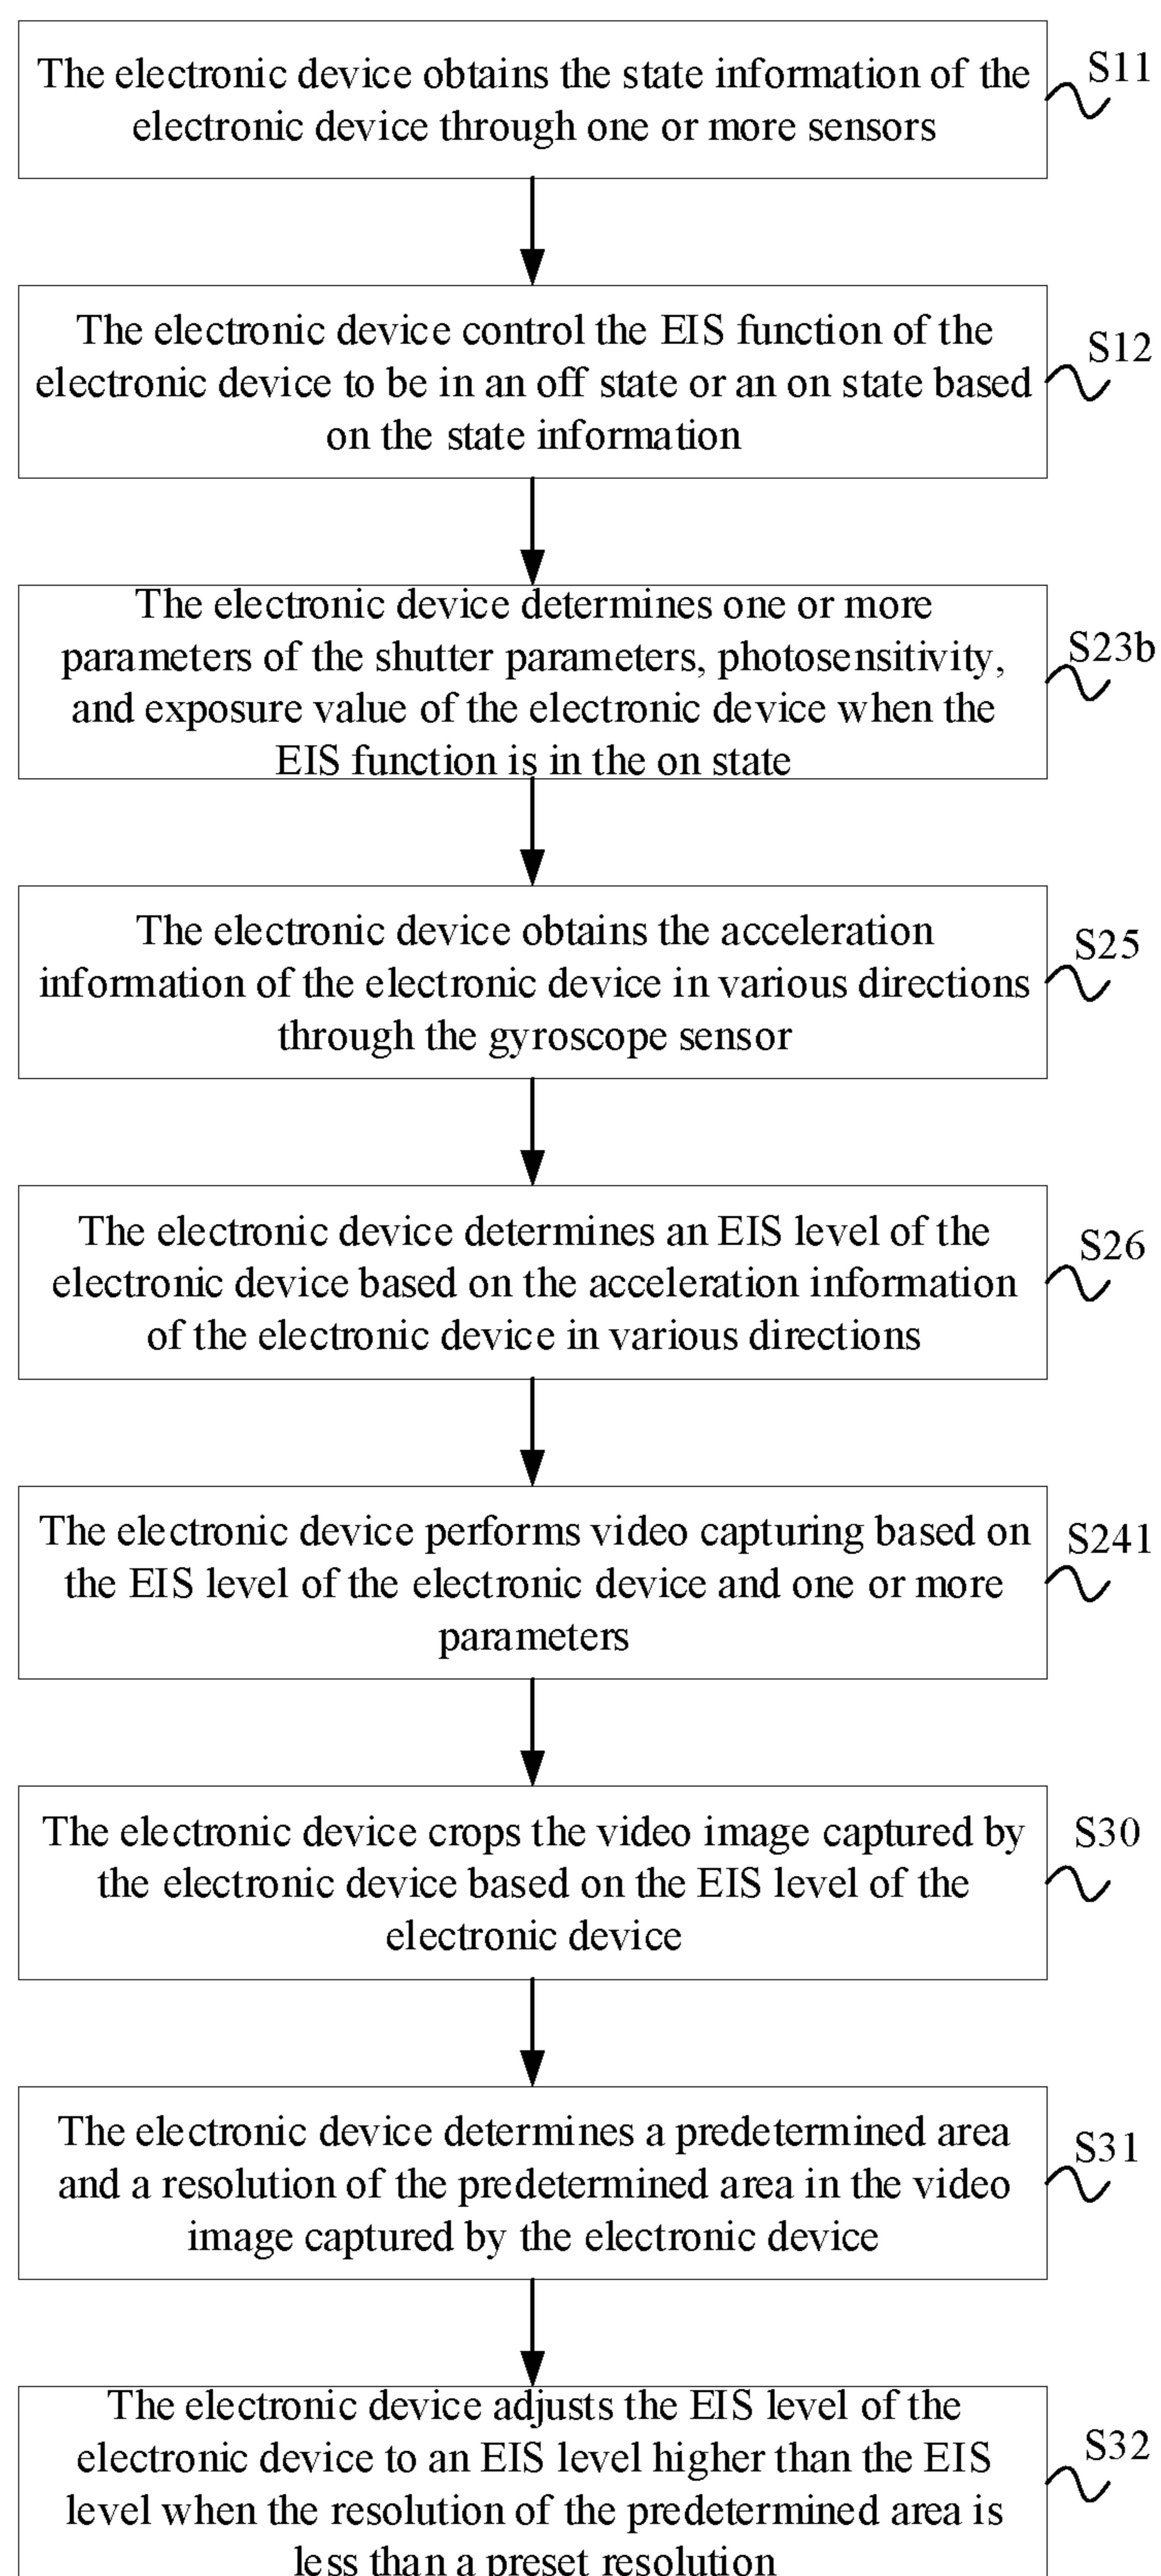 The electronic device obtains the state information of the
electronic device through one or more sensors
S11
The electronic device control the EIS function of the
electronic device to be in an off state or an on state based
on the state information
S12
The electronic device determines one or more
parameters of the shutter parameters, photosensitivity,
and exposure value of the electronic device when the
EIS function is in the on state
S23b
The electronic device obtains the acceleration
information of the electronic device in various directions
through the gyroscope sensor
S25
The electronic device determines an EIS level of the
electronic device based on the acceleration information
of the electronic device in various directions
S26
The electronic device performs video capturing based on
the EIS level of the electronic device and one or more
parameters
S241
The electronic device crops the video image captured by
the electronic device based on the EIS level of the
electronic device
S30
The electronic device determines a predetermined area
and a resolution of the predetermined area in the video
image captured by the electronic device
S31
The electronic device adjusts the EIS level of the
electronic device to an EIS level higher than the EIS
level when the resolution of the predetermined area is
less than a preset resolution
S32